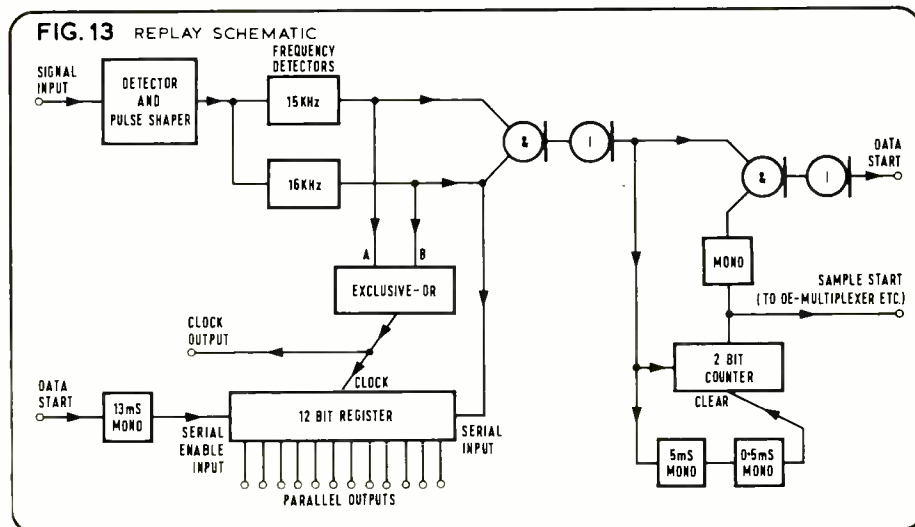 FIG. 13 REPLAY SCHEMATIC
SIGNAL
INPUT
DETECTOR
AND
PULSE SHAPER
FREQUENCY
DETECTORS
15KHz
16KHz
&
1
&
1
DATA
START
A
B
EXCLUSIVE-OR
MONO
SAMPLE START
(TO DE-MULTIPLEXER ETC.)
CLOCK
OUTPUT
CLOCK
2 BIT
COUNTER
CLEAR
DATA
START
13mS
MONO
12 BIT REGISTER
SERIAL
ENABLE
INPUT
SERIAL
INPUT
5mS
MONO
0·5mS
MONO
PARALLEL OUTPUTS